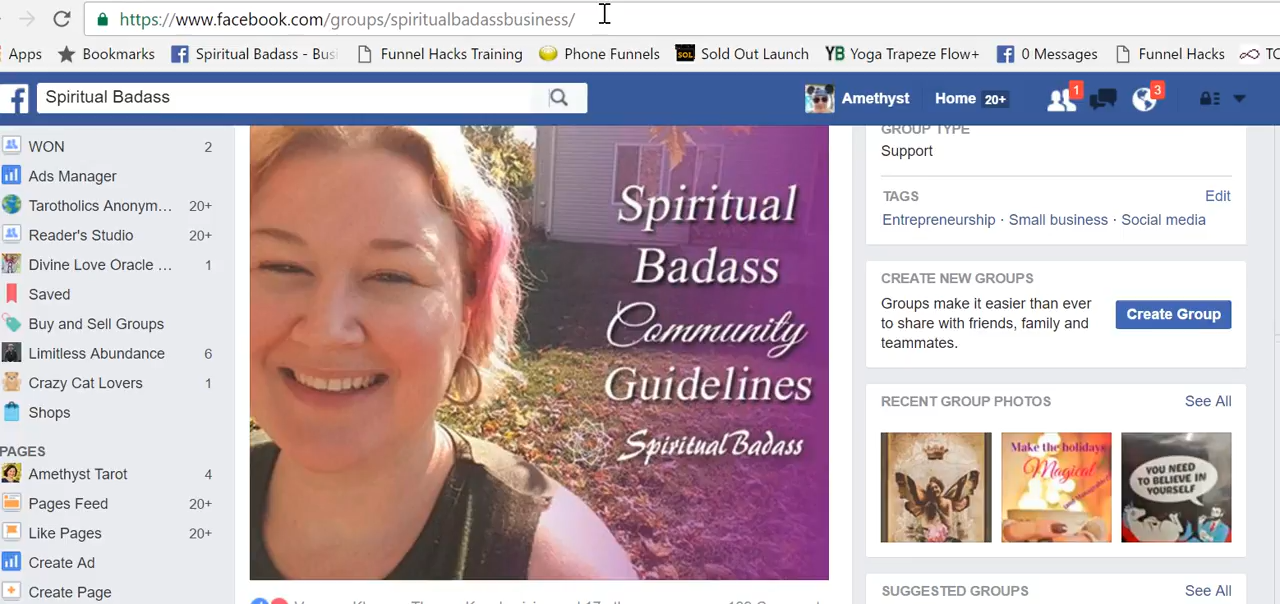 https://www.facebook.com/groups/spiritualbadassbusiness/
Apps Bookmarks Spiritual Badass - Busi Funnel Hacks Training Phone Funnels SOL Sold Out Launch YB Yoga Trapeze Flow+ 0 Messages Funnel Hacks
Spiritual Badass
Amethyst Home 20+ 1 3
WON 2
Ads Manager
Tarotholics Anonym... 20+
Reader's Studio 20+
Divine Love Oracle ... 1
Saved
Buy and Sell Groups
Limitless Abundance 6
Crazy Cat Lovers 1
Shops
PAGES
Amethyst Tarot 4
Pages Feed 20+
Like Pages 20+
Create Ad
Create Page
Spiritual
Badass
Community
Guidelines
Spiritual Badass
GROUP TYPE
Support
TAGS Edit
Entrepreneurship · Small business · Social media
CREATE NEW GROUPS
Groups make it easier than ever
to share with friends, family and
teammates.
Create Group
RECENT GROUP PHOTOS See All
Make the holidays
Magical
YOU NEED
TO BELIEVE IN
YOURSELF
SUGGESTED GROUPS See All